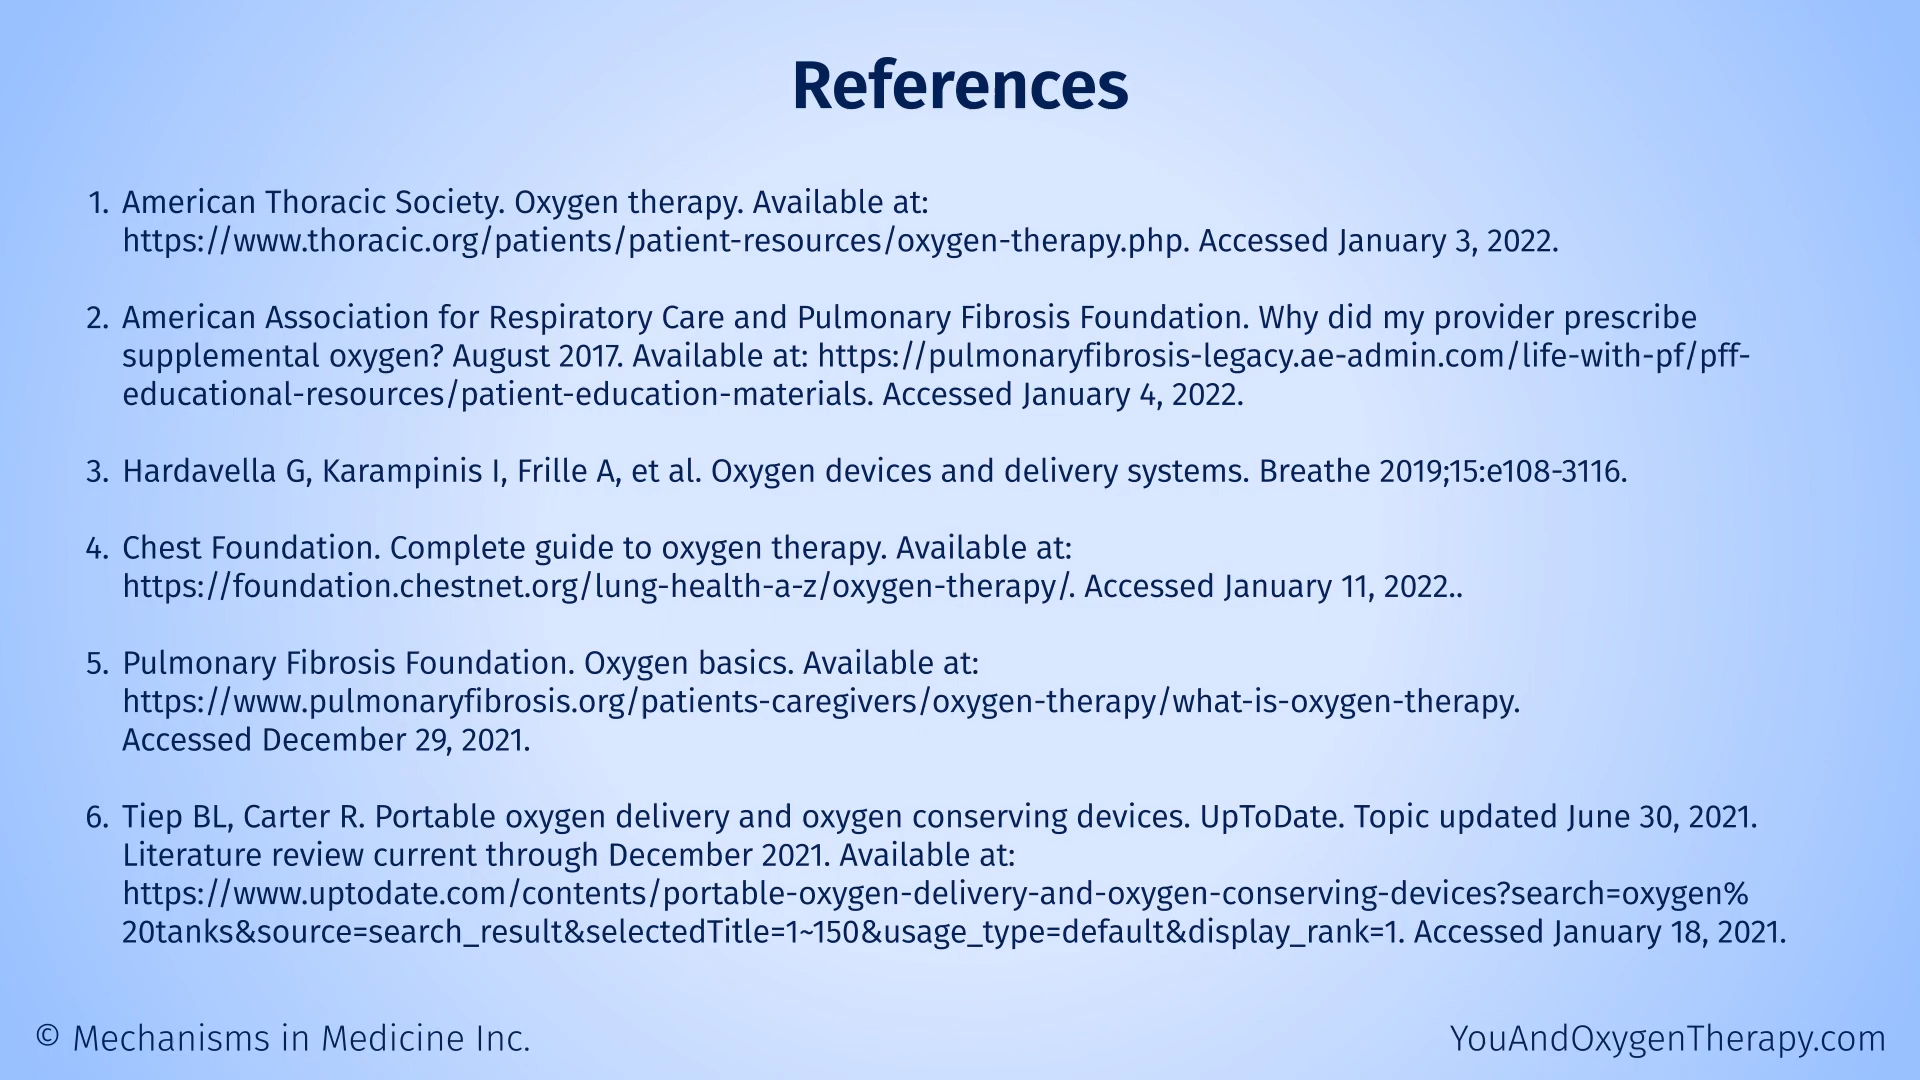 References
1. American Thoracic Society. Oxygen therapy. Available at:
https://www.thoracic.org/patients/patient-resources/oxygen-therapy.php. Accessed January 3, 2022.
2. American Association for Respiratory Care and Pulmonary Fibrosis Foundation. Why did my provider prescribe
supplemental oxygen? August 2017. Available at: https://pulmonaryfibrosis-legacy.ae-admin.com/life-with-pf/pff-
educational-resources/patient-education-materials. Accessed January 4, 2022.
3. Hardavella G, Karampinis I, Frille A, et al. Oxygen devices and delivery systems. Breathe 2019;15:e108-3116.
4. Chest Foundation. Complete guide to oxygen therapy. Available at:
https://foundation.chestnet.org/lung-health-a-z/oxygen-therapy/. Accessed January 11, 2022..
5. Pulmonary Fibrosis Foundation. Oxygen basics. Available at:
https://www.pulmonaryfibrosis.org/patients-caregivers/oxygen-therapy/what-is-oxygen-therapy.
Accessed December 29, 2021.
6. Tiep BL, Carter R. Portable oxygen delivery and oxygen conserving devices. UpToDate. Topic updated June 30, 2021.
Literature review current through December 2021. Available at:
https://www.uptodate.com/contents/portable-oxygen-delivery-and-oxygen-conserving-devices?search=oxygen%
20tanks&source=search_result&selectedTitle=1~150&usage_type=default&display_rank=1. Accessed January 18, 2021.
© Mechanisms in Medicine Inc.
YouAndOxygenTherapy.com